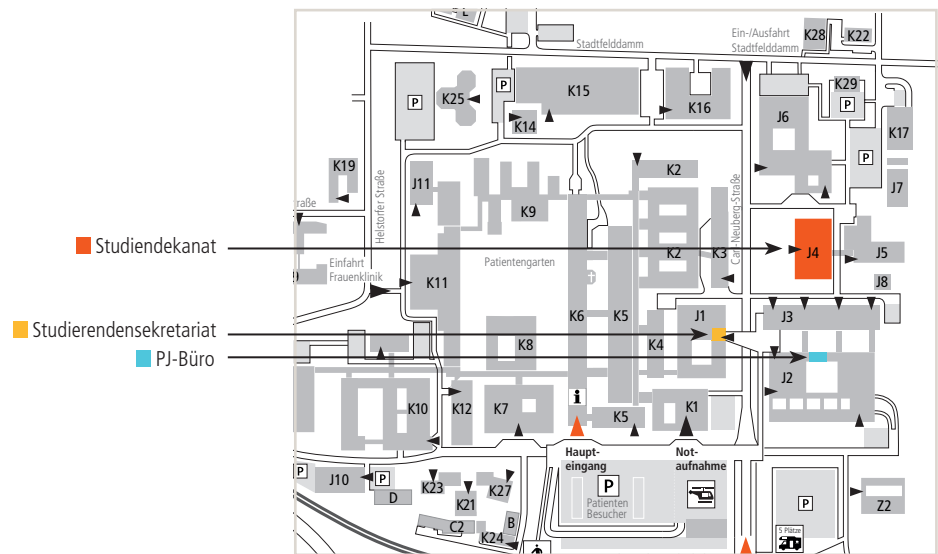 Stadtfelddamm
Ein-/Ausfahrt
Stadtfelddamm
K28
K22
P
K25
P
K15
K14
K16
K29
P
J6
K17
P
K19
J11
K2
J7
K9
raße
Helstorfer Straße
Carl-Neuberg-Straße
Studiendekanat
Patientengarten
K2
K3
J4
J5
Einfahrt
Frauenklinik
K11
J8
K6
K5
J1
J3
Studierendensekretariat
K8
K4
PJ-Büro
J2
i
K10
K12
K7
K5
K1
Haupt-
eingang
Not-
aufnahme
P
J10
P
K23
K27
P
Patienten
Besucher
D
K21
P
Z2
C2
B
K24
5 Plätze